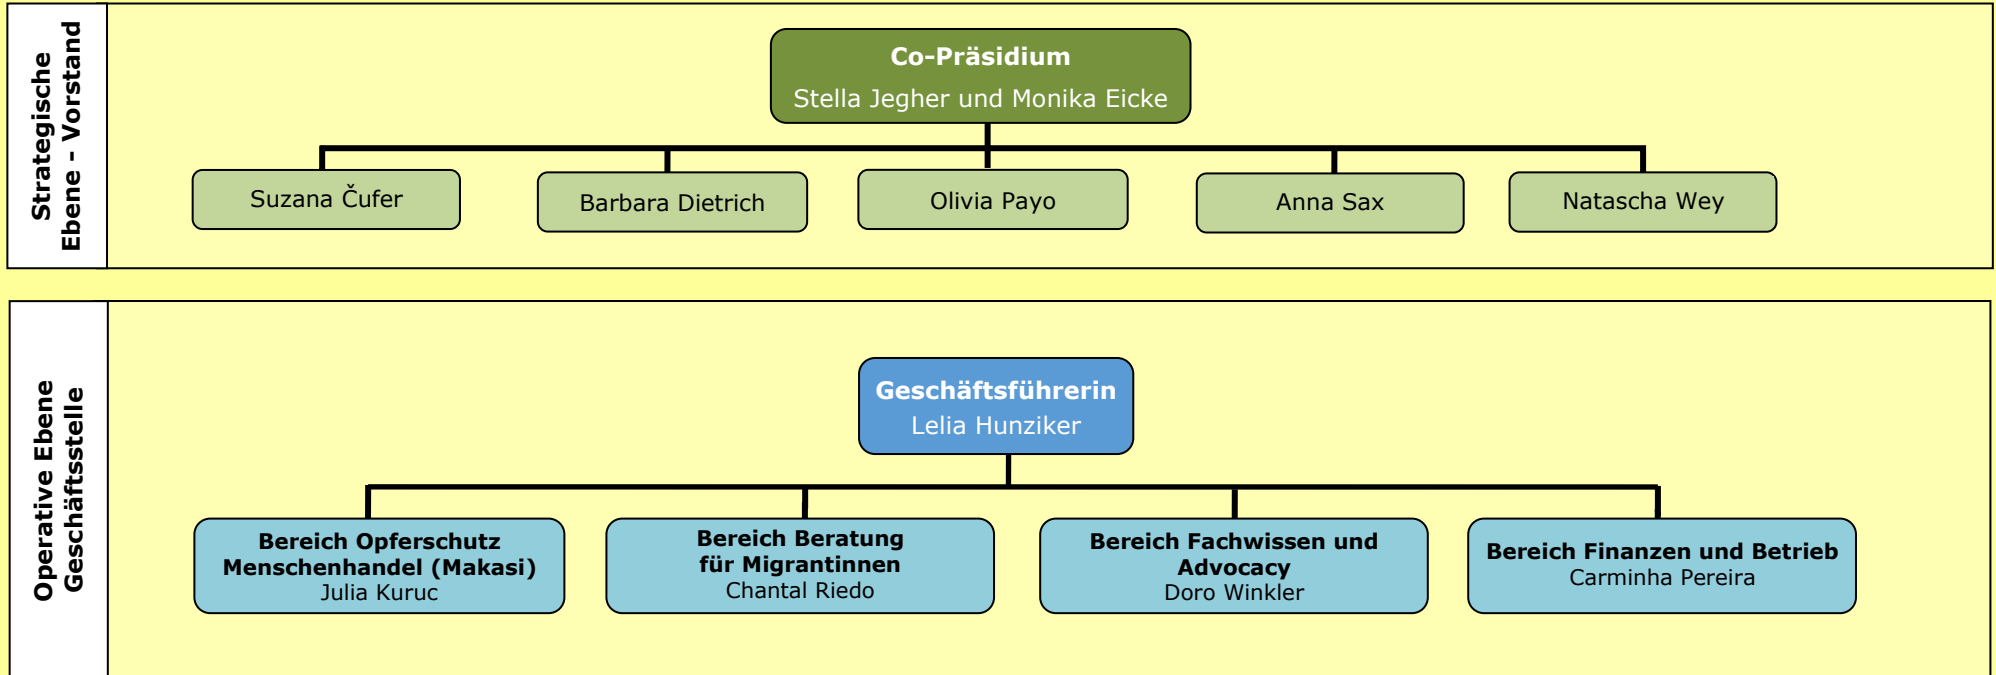 Strategische
Ebene – Vorstand
Co-Präsidium
Stella Jegher und Monika Eicke
Suzana Čufer
Barbara Dietrich
Olivia Payo
Anna Sax
Natascha Wey
Operative Ebene
Geschäftsstelle
Geschäftsführerin
Lelia Hunziker
Bereich Opferschutz
Menschenhandel (Makasi)
Julia Kuruc
Bereich Beratung
für Migrantinnen
Chantal Riedo
Bereich Fachwissen und
Advocacy
Doro Winkler
Bereich Finanzen und Betrieb
Carminha Pereira